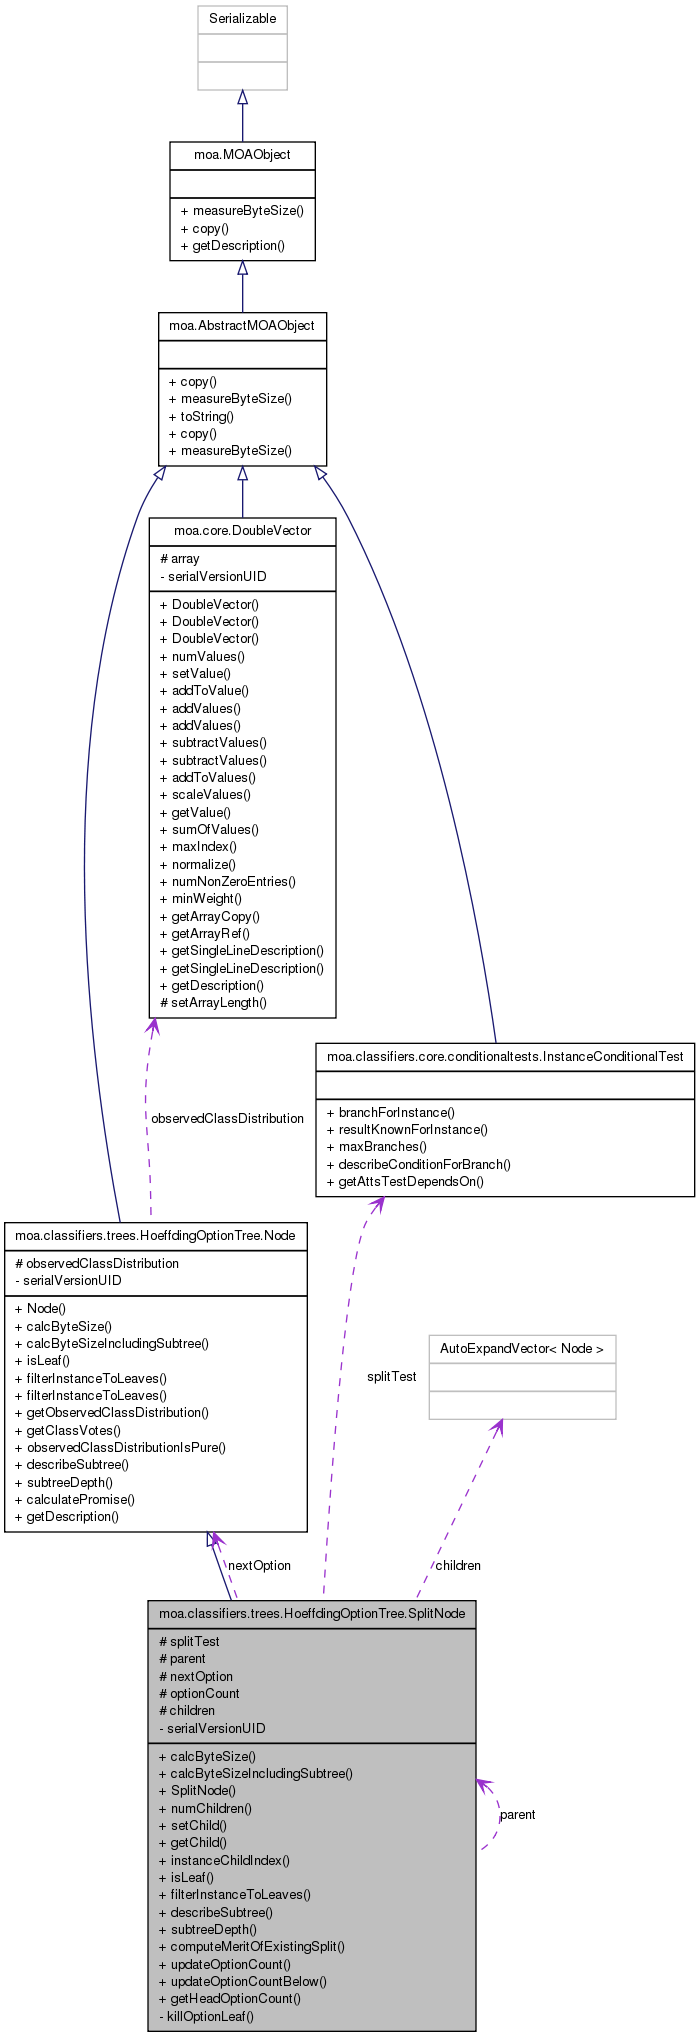 Serializable
moa.MOAObject
+ measureByteSize()
+ copy()
+ getDescription()
moa.AbstractMOAObject
+ copy()
+ measureByteSize()
+ toString()
+ copy()
+ measureByteSize()
moa.core.DoubleVector
# array
- serialVersionUID
+ DoubleVector()
+ DoubleVector()
+ DoubleVector()
+ numValues()
+ setValue()
+ addToValue()
+ addValues()
+ addValues()
+ subtractValues()
+ subtractValues()
+ addToValues()
+ scaleValues()
+ getValue()
+ sumOfValues()
+ maxIndex()
+ normalize()
+ numNonZeroEntries()
+ minWeight()
+ getArrayCopy()
+ getArrayRef()
+ getSingleLineDescription()
+ getSingleLineDescription()
+ getDescription()
# setArrayLength()
moa.classifiers.core.conditionaltests.InstanceConditionalTest
+ branchForInstance()
+ resultKnownForInstance()
+ maxBranches()
+ describeConditionForBranch()
+ getAttsTestDependsOn()
observedClassDistribution
moa.classifiers.trees.HoeffdingOptionTree.Node
# observedClassDistribution
- serialVersionUID
+ Node()
+ calcByteSize()
+ calcByteSizeIncludingSubtree()
+ isLeaf()
+ filterInstanceToLeaves()
+ filterInstanceToLeaves()
+ getObservedClassDistribution()
+ getClassVotes()
+ observedClassDistributionIsPure()
+ describeSubtree()
+ subtreeDepth()
+ calculatePromise()
+ getDescription()
splitTest
AutoExpandVector< Node >
nextOption
children
moa.classifiers.trees.HoeffdingOptionTree.SplitNode
# splitTest
# parent
# nextOption
# optionCount
# children
- serialVersionUID
+ calcByteSize()
+ calcByteSizeIncludingSubtree()
+ SplitNode()
+ numChildren()
+ setChild()
+ getChild()
+ instanceChildIndex()
+ isLeaf()
+ filterInstanceToLeaves()
+ describeSubtree()
+ subtreeDepth()
+ computeMeritOfExistingSplit()
+ updateOptionCount()
+ updateOptionCountBelow()
+ getHeadOptionCount()
- killOptionLeaf()
parent